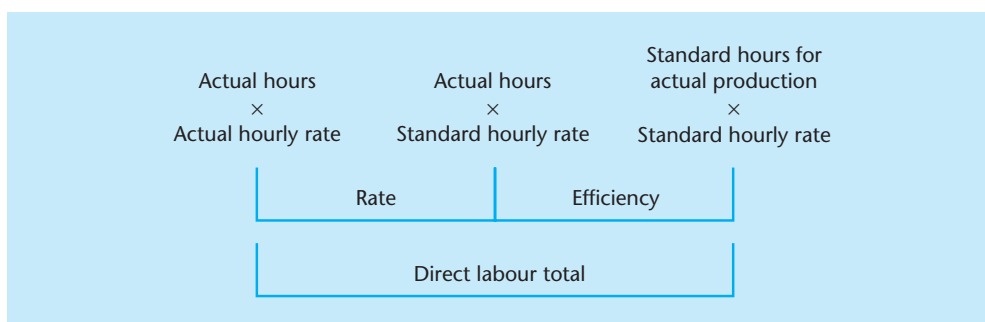 Actual hours
×
Actual hourly rate
Actual hours
×
Standard hourly rate
Standard hours for
actual production
×
Standard hourly rate
Rate
Efficiency
Direct labour total